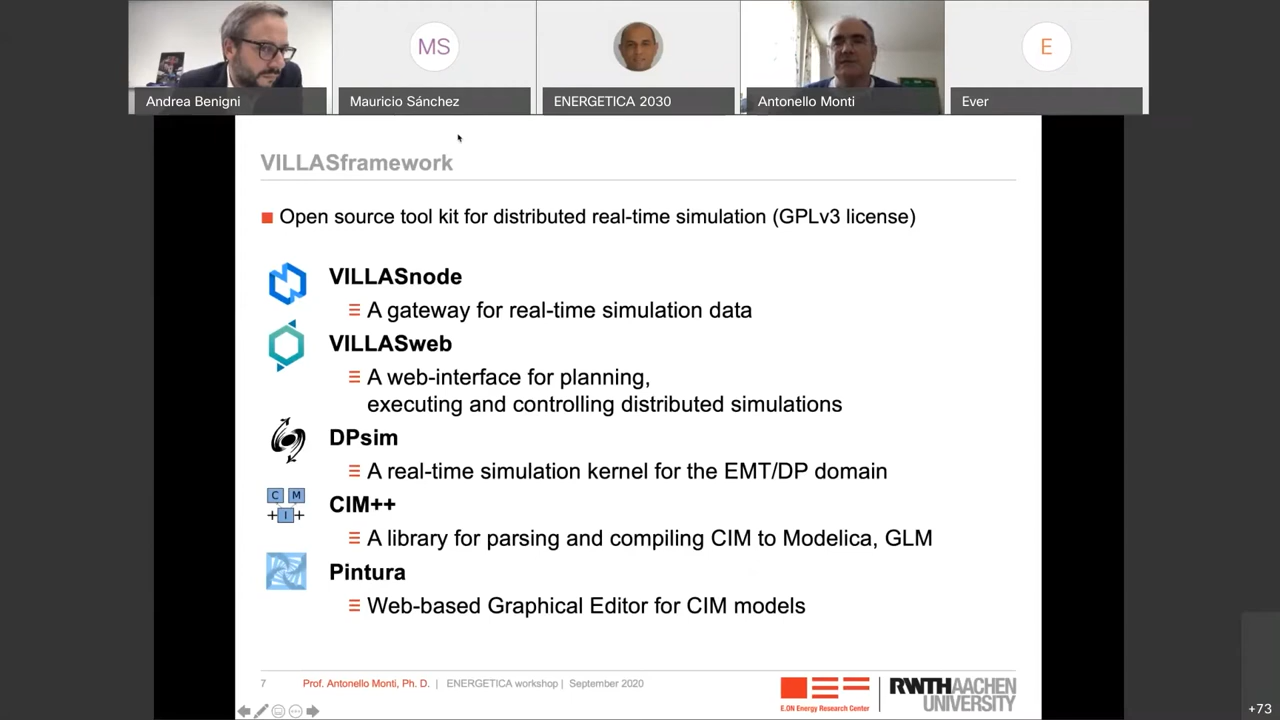 MS
E
Andrea Benigni
Mauricio Sánchez
ENERGETICA 2030
Antonello Monti
Ever
VILLASframework
Open source tool kit for distributed real-time simulation (GPLv3 license)
VILLASnode
A gateway for real-time simulation data
VILLASweb
A web-interface for planning,
executing and controlling distributed simulations
DPsim
A real-time simulation kernel for the EMT/DP domain
C M
+ I +
CIM++
A library for parsing and compiling CIM to Modelica, GLM
Pintura
Web-based Graphical Editor for CIM models
7 Prof. Antonello Monti, Ph. D. | ENERGETICA workshop | September 2020
E.ON Energy Research Center
RWTHAACHEN
UNIVERSITY
+73